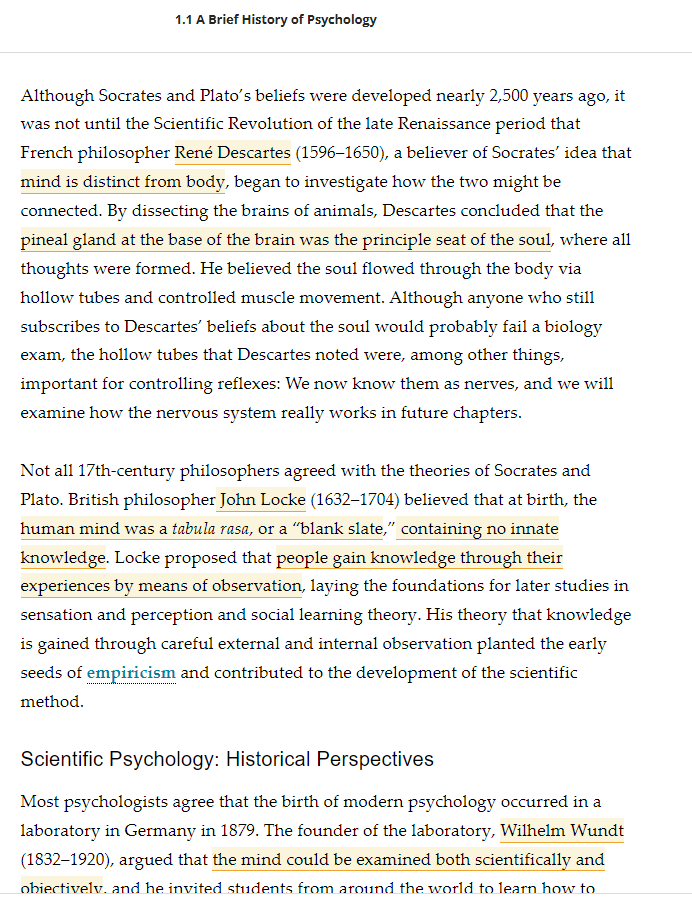 1.1 A Brief History of Psychology
Although Socrates and Plato’s beliefs were developed nearly 2,500 years ago, it
was not until the Scientific Revolution of the late Renaissance period that
French philosopher René Descartes (1596–1650), a believer of Socrates’ idea that
mind is distinct from body, began to investigate how the two might be
connected. By dissecting the brains of animals, Descartes concluded that the
pineal gland at the base of the brain was the principle seat of the soul, where all
thoughts were formed. He believed the soul flowed through the body via
hollow tubes and controlled muscle movement. Although anyone who still
subscribes to Descartes’ beliefs about the soul would probably fail a biology
exam, the hollow tubes that Descartes noted were, among other things,
important for controlling reflexes: We now know them as nerves, and we will
examine how the nervous system really works in future chapters.
Not all 17th-century philosophers agreed with the theories of Socrates and
Plato. British philosopher John Locke (1632–1704) believed that at birth, the
human mind was a tabula rasa, or a “blank slate,” containing no innate
knowledge. Locke proposed that people gain knowledge through their
experiences by means of observation, laying the foundations for later studies in
sensation and perception and social learning theory. His theory that knowledge
is gained through careful external and internal observation planted the early
seeds of empiricism and contributed to the development of the scientific
method.
Scientific Psychology: Historical Perspectives
Most psychologists agree that the birth of modern psychology occurred in a
laboratory in Germany in 1879. The founder of the laboratory, Wilhelm Wundt
(1832–1920), argued that the mind could be examined both scientifically and
objectively, and he invited students from around the world to learn how to